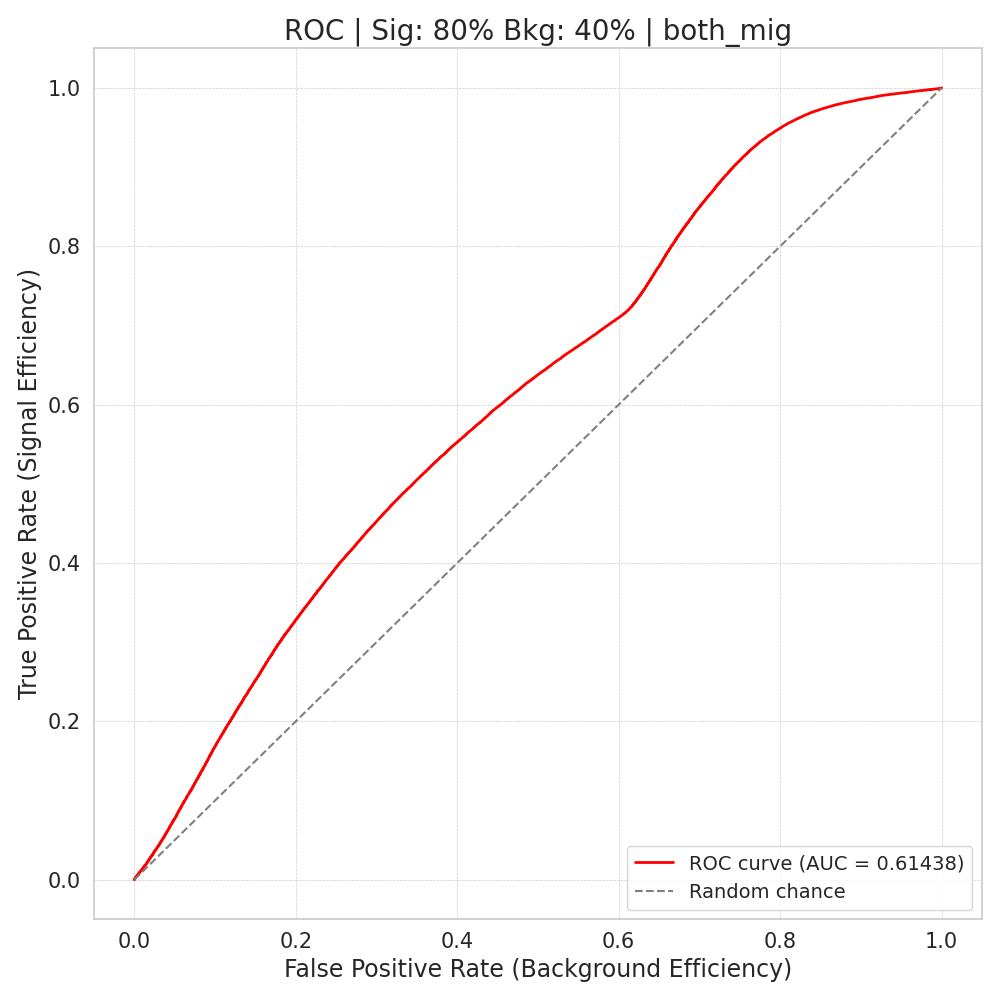 ROC | Sig: 80% Bkg: 40% | both_mig
True Positive Rate (Signal Efficiency)
1.0
0.8
0.6
0.4
0.2
0.0
ROC curve (AUC = 0.61438)
Random chance
0.0 0.2 0.4 0.6 0.8 1.0
False Positive Rate (Background Efficiency)